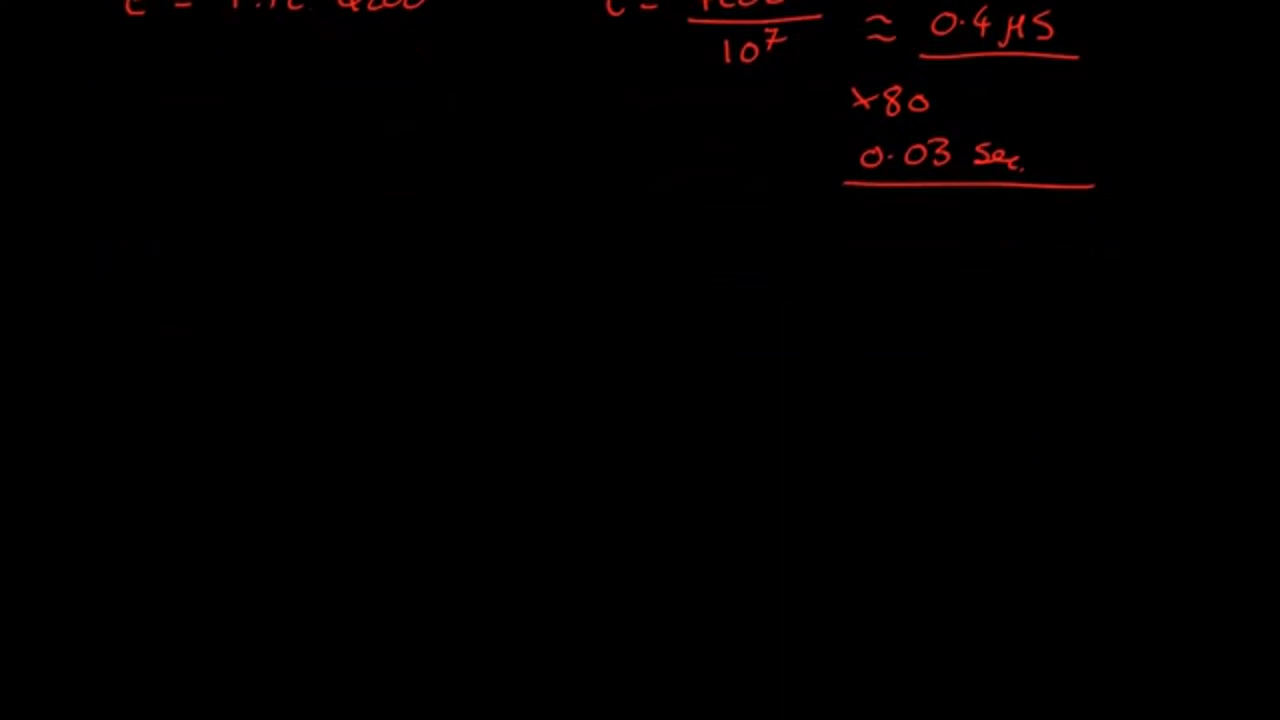 t =
10⁷ ≈ 0.4 μs
×80
0.03 sec.